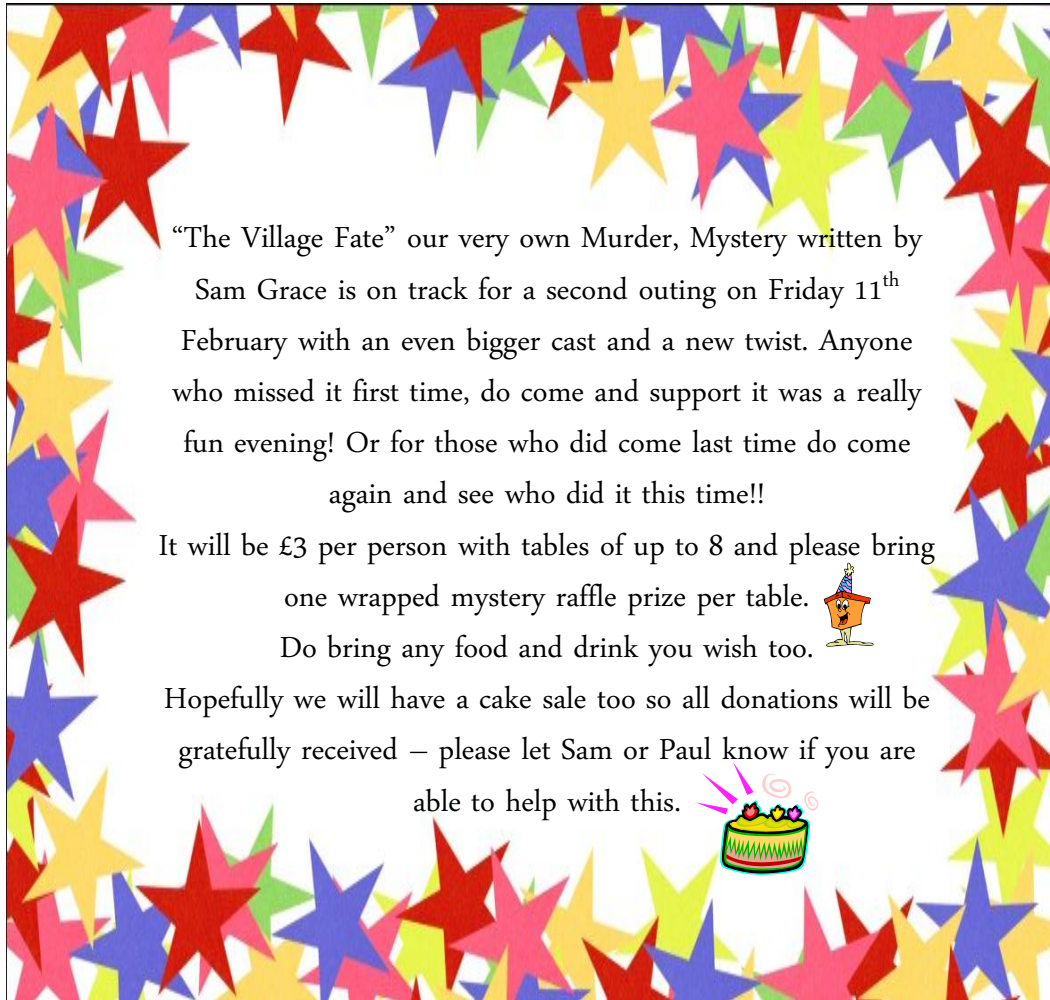 “The Village Fate” our very own Murder, Mystery written by
Sam Grace is on track for a second outing on Friday 11th
February with an even bigger cast and a new twist. Anyone
who missed it first time, do come and support it was a really
fun evening! Or for those who did come last time do come
again and see who did it this time!!
It will be £3 per person with tables of up to 8 and please bring
one wrapped mystery raffle prize per table.
Do bring any food and drink you wish too.
Hopefully we will have a cake sale too so all donations will be
gratefully received – please let Sam or Paul know if you are
able to help with this.